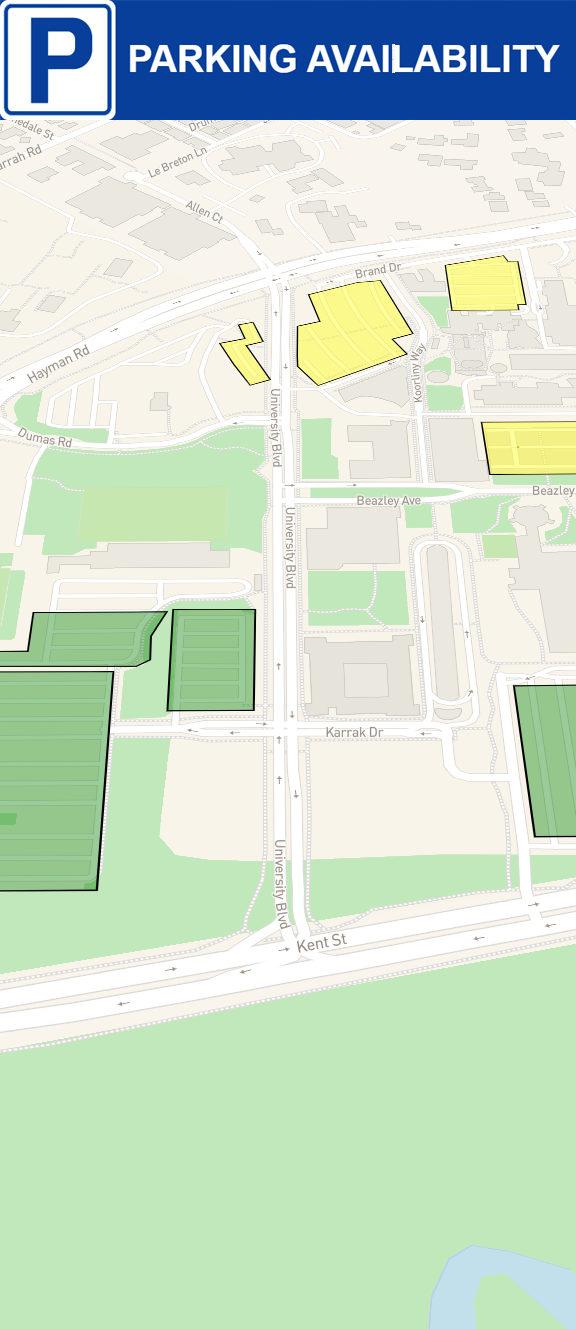 P PARKING AVAILABILITY
Le Breton Ln
Allen Ct
Brand Dr
Hayman Rd
Koorliny Way
University Blvd
Dumas Rd
Beazley Ave
Beazley
University Blvd
Karrak Dr
University Blvd
Kent St